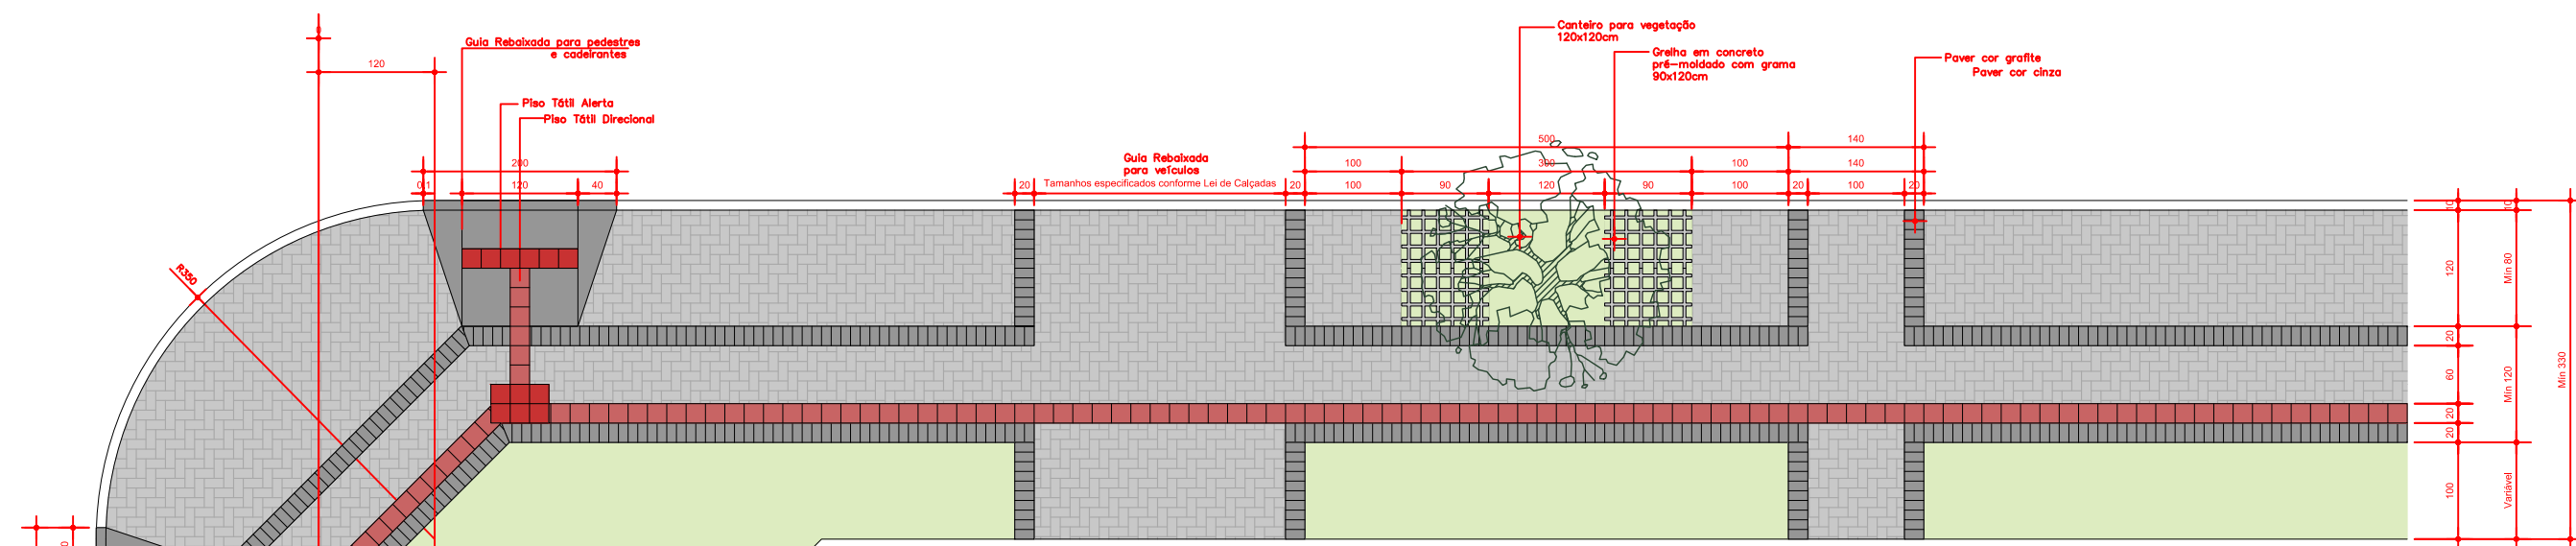 Canteiro para vegetação
120x120cm
Guia Rebaixada para pedestres
e cadeirantes
Grelha em concreto
pré-moldado com grama
90x120cm
Paver cor grafite
Paver cor cinza
120
Piso Tátil Alerta
Piso Tátil Direcional
500
140
Guia Rebaixada
para veículos
200
100
300
100
140
120
40
20
Tamanhos especificados conforme Lei de Calçadas
20
100
90
120
90
100
20
100
20
R350
10
10
120
Mín 80
20
60
Mín 120
Mín 330
20
20
100
Variável